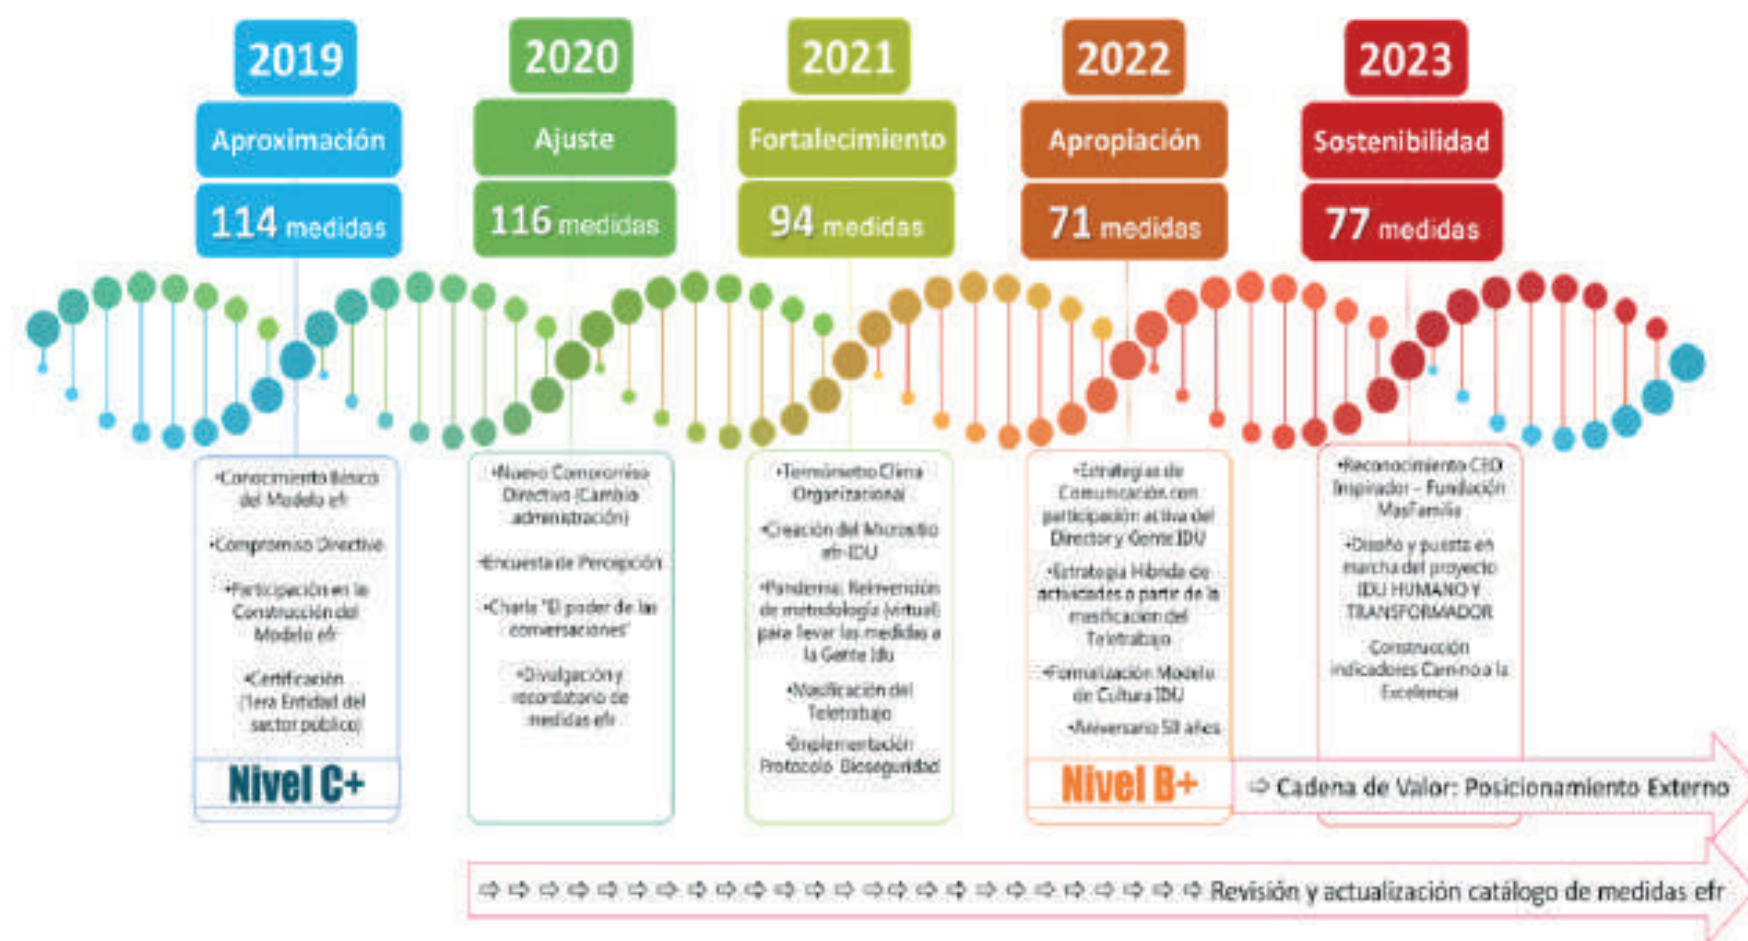 2019
Aproximación
114 medidas
2020
Ajuste
116 medidas
2021
Fortalecimiento
94 medidas
2022
Apropiación
71 medidas
2023
Sostenibilidad
77 medidas
•Conocimiento Básico
del Modelo efr
•Compromiso Directivo
•Participación en la
Construcción del
Modelo efr
•Certificación
(1era Entidad del
sector público)
Nivel C+
•Nuevo Compromiso
Directivo (Cambio
administración)
•Encuesta de Percepción
•Charla "El poder de las
conversaciones"
•Divulgación y
recordatorio de
medidas efr
•Termómetro Clima
Organizacional
•Creación del Micrositio
efr-IDU
•Pandemia: Reinvención
de metodología (virtual)
para llevar las medidas a
la Gente Idu
•Masificación del
Teletrabajo
•Implementación
Protocolo Bioseguridad
•Estrategias de
Comunicación con
participación activa del
Director y Gente IDU
•Estrategia Híbrida de
actividades a partir de la
masificación del
Teletrabajo
•Formalización Modelo
de Cultura IDU
•Aniversario 50 años
Nivel B+
•Reconocimiento CEO
Inspirador – Fundación
MasFamilia
•Diseño y puesta en
marcha del proyecto
IDU HUMANO Y
TRANSFORMADOR
Construcción
indicadores Camino a la
Excelencia
⇨ Cadena de Valor: Posicionamiento Externo
⇨ ⇨ ⇨ ⇨ ⇨ ⇨ ⇨ ⇨ ⇨ ⇨ ⇨ ⇨ ⇨ ⇨ ⇨ ⇨ ⇨ ⇨ ⇨ ⇨ ⇨ ⇨ ⇨ ⇨ ⇨ Revisión y actualización catálogo de medidas efr